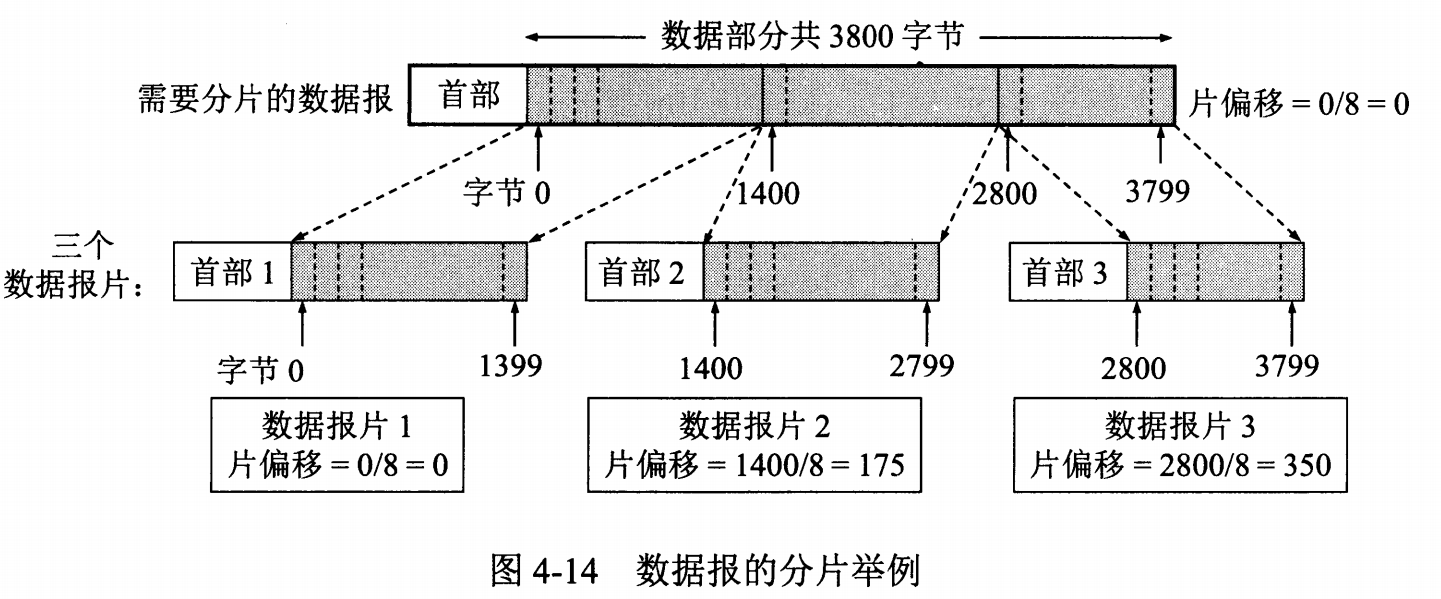 数据部分共 3800 字节
需要分片的数据报
首部
片偏移 = 0/8 = 0
字节 0
1400
2800
3799
三个
数据报片：
首部 1
首部 2
首部 3
字节 0
1399
1400
2799
2800
3799
数据报片 1
片偏移 = 0/8 = 0
数据报片 2
片偏移 = 1400/8 = 175
数据报片 3
片偏移 = 2800/8 = 350
图 4-14 数据报的分片举例